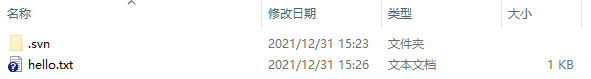 名称 修改日期 类型 大小
.svn 2021/12/31 15:23 文件夹
hello.txt 2021/12/31 15:26 文本文档 1 KB